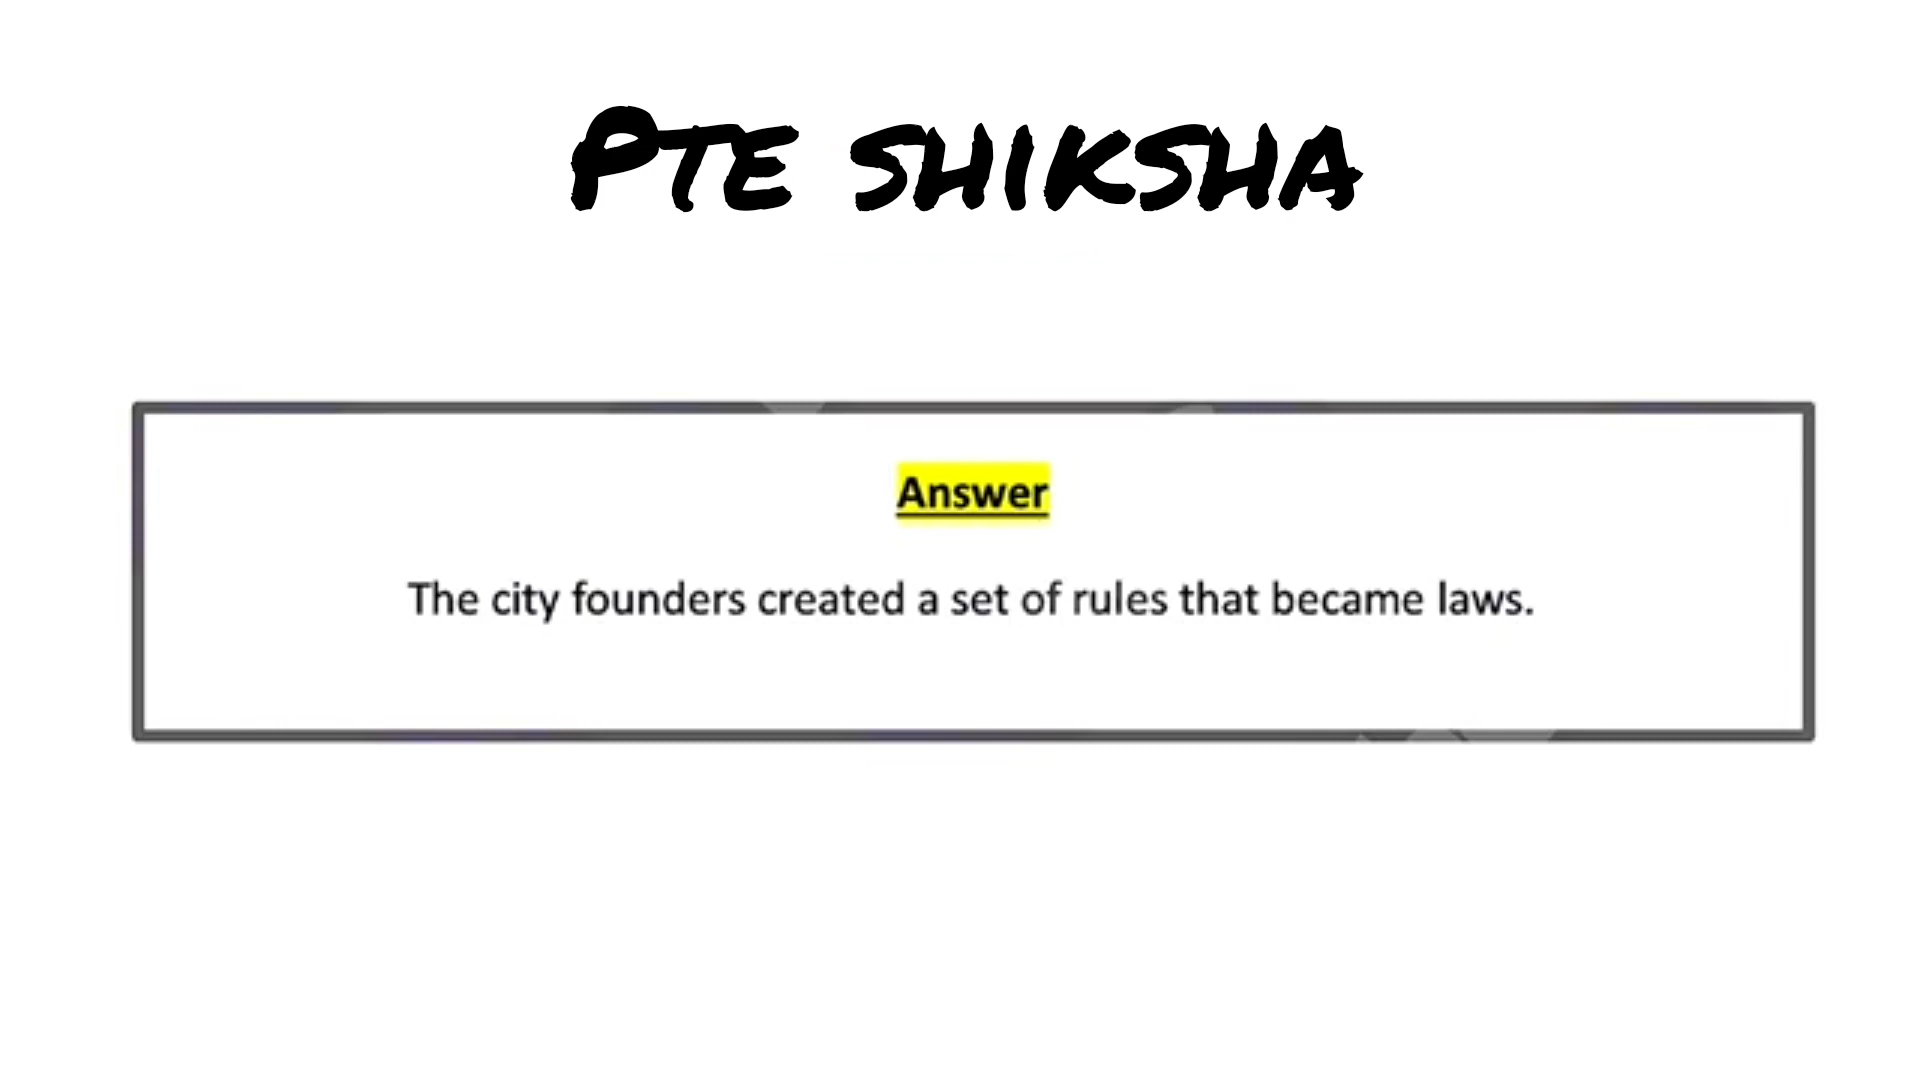 Pte shiksha
Answer
The city founders created a set of rules that became laws.